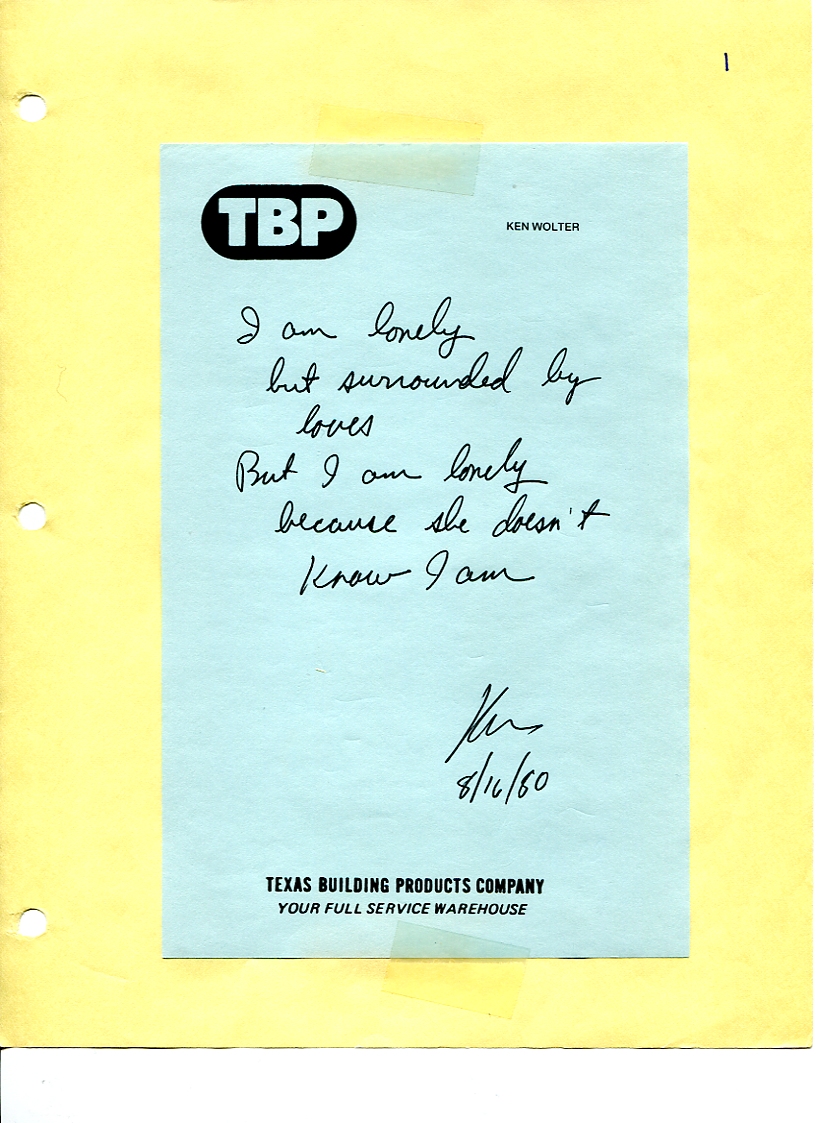 1
TBP
KEN WOLTER
I am lonely
but surrounded by
loves
But I am lonely
because she doesn't
know I am
Ken
8/16/80
TEXAS BUILDING PRODUCTS COMPANY
YOUR FULL SERVICE WAREHOUSE